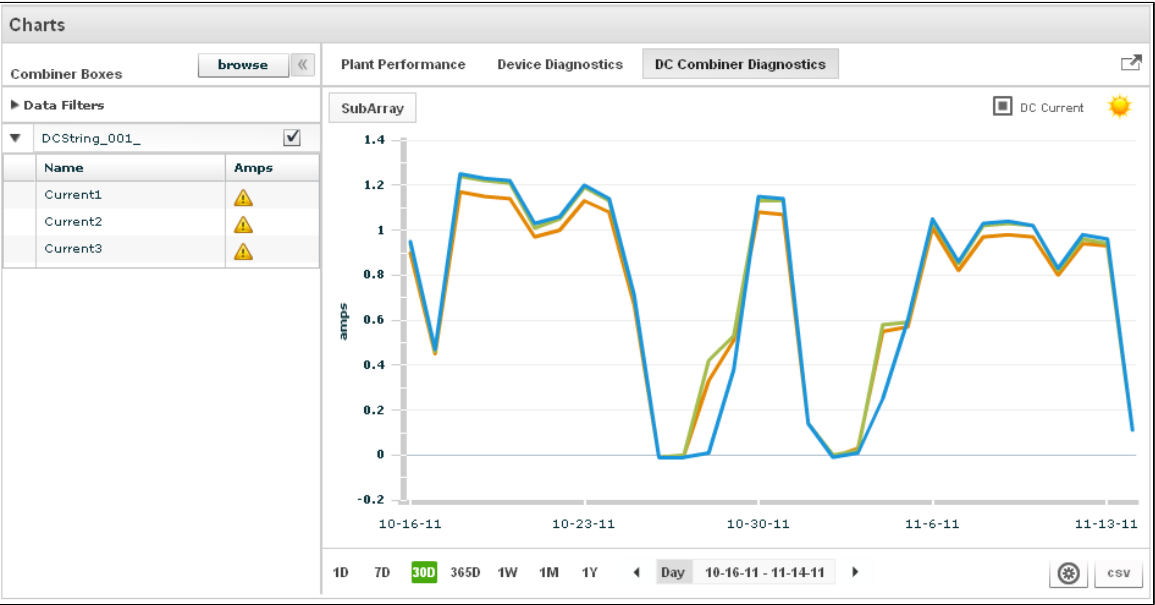 Charts
Combiner Boxes
browse
«
Plant Performance
Device Diagnostics
DC Combiner Diagnostics
Data Filters
DCString_001_
Name Amps
Current1
Current2
Current3
SubArray
DC Current
1.4
1.2
1
0.8
0.6
0.4
0.2
0
-0.2
amps
10-16-11 10-23-11 10-30-11 11-6-11 11-13-11
1D 7D 30D 365D 1W 1M 1Y Day 10-16-11 - 11-14-11
csv